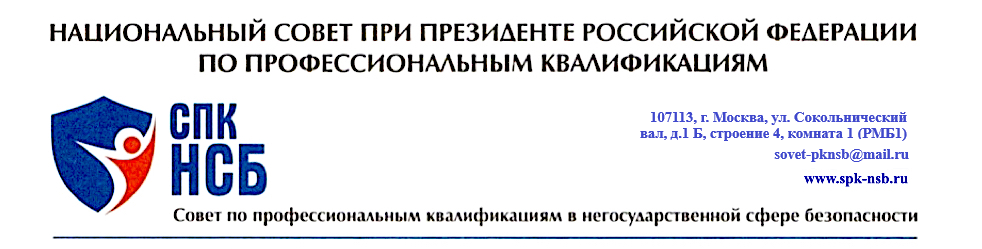 НАЦИОНАЛЬНЫЙ СОВЕТ ПРИ ПРЕЗИДЕНТЕ РОССИЙСКОЙ ФЕДЕРАЦИИ
ПО ПРОФЕССИОНАЛЬНЫМ КВАЛИФИКАЦИЯМ
СПК
НСБ
107113, г. Москва, ул. Сокольнический
вал, д.1 Б, строение 4, комната 1 (РМБ1)
sovet-pknsb@mail.ru
www.spk-nsb.ru
Совет по профессиональным квалификациям в негосударственной сфере безопасности